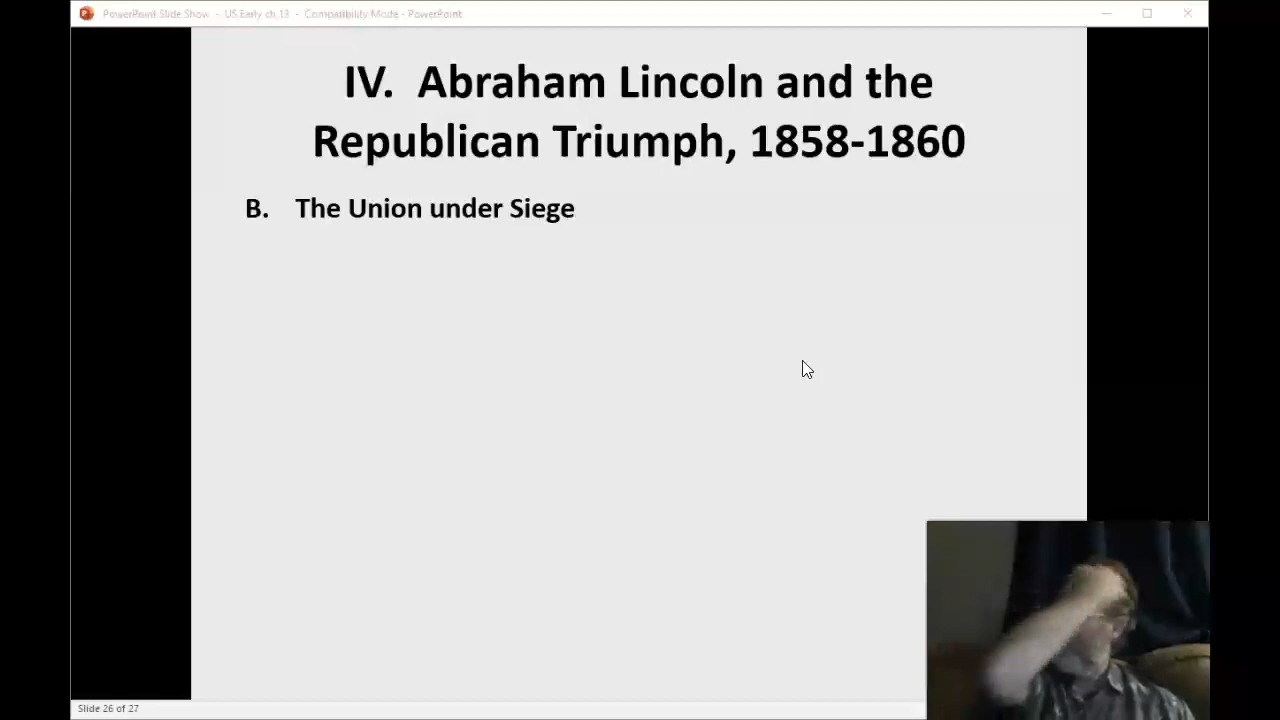 PowerPoint Slide Show - US Early ch 13 - Compatibility Mode - PowerPoint
IV. Abraham Lincoln and the
Republican Triumph, 1858-1860
B. The Union under Siege
Slide 26 of 27